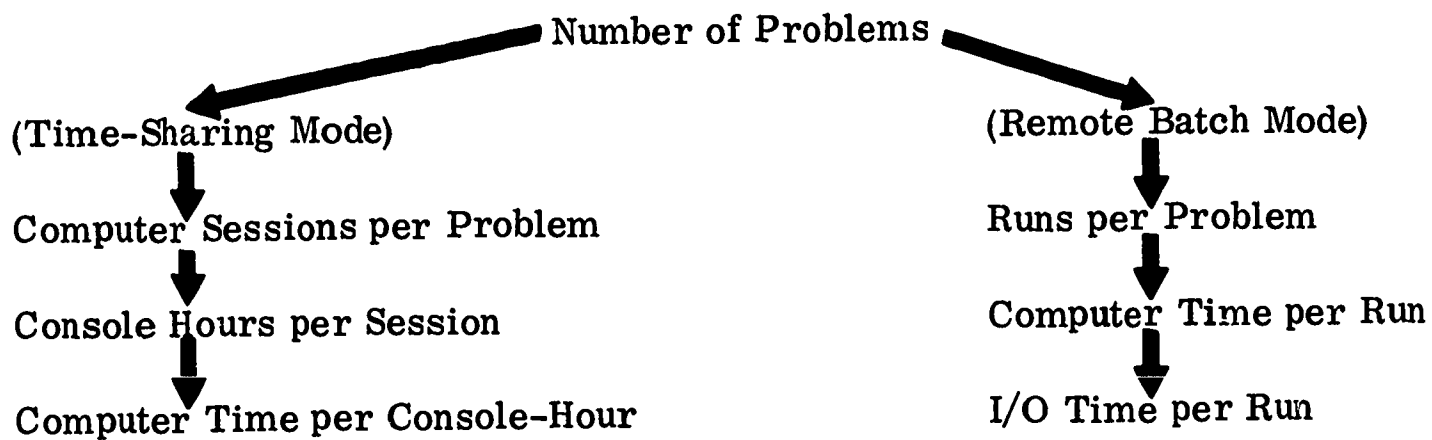 Number of Problems
(Time-Sharing Mode)
Computer Sessions per Problem
Console Hours per Session
Computer Time per Console-Hour
(Remote Batch Mode)
Runs per Problem
Computer Time per Run
I/O Time per Run